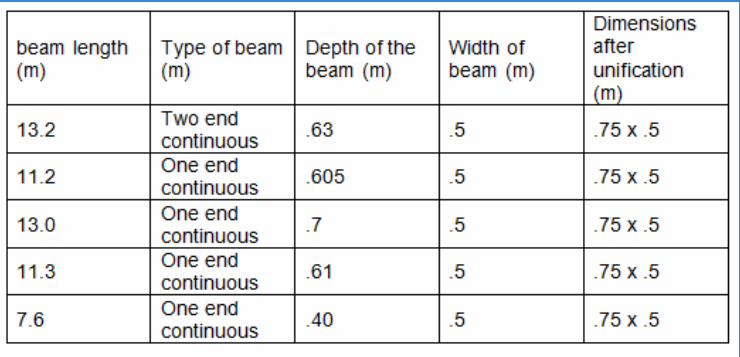 beam length (m) Type of beam (m) Depth of the beam (m) Width of beam (m) Dimensions after unification (m)
13.2 Two end continuous .63 .5 .75 x .5
11.2 One end continuous .605 .5 .75 x .5
13.0 One end continuous .7 .5 .75 x .5
11.3 One end continuous .61 .5 .75 x .5
7.6 One end continuous .40 .5 .75 x .5